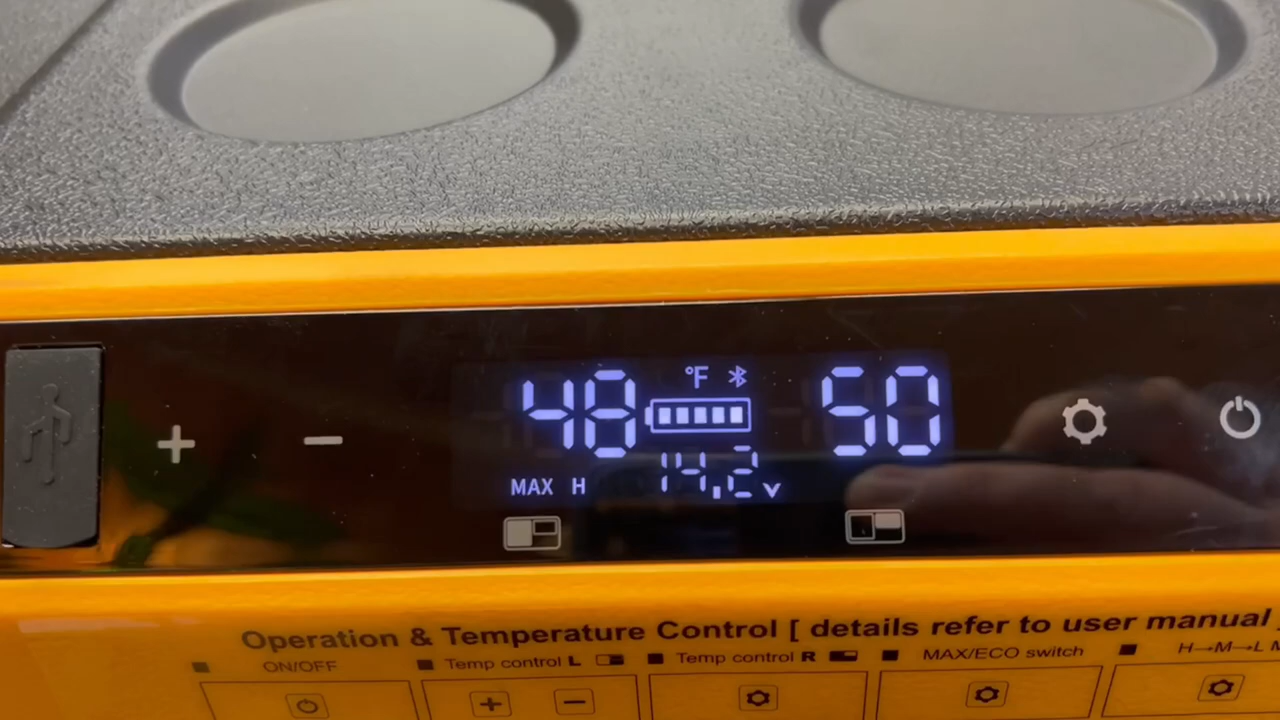 °F
48 50
14.2 V
MAX H
Operation & Temperature Control [ details refer to user manual
ON/OFF Temp control L Temp control R MAX/ECO switch H→M→L M